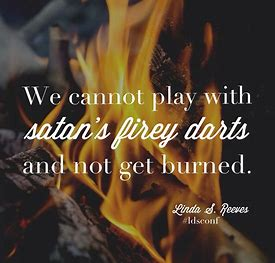 We cannot play with
satan's firey darts
and not get burned.
Linda S. Reeves
#ldsconf